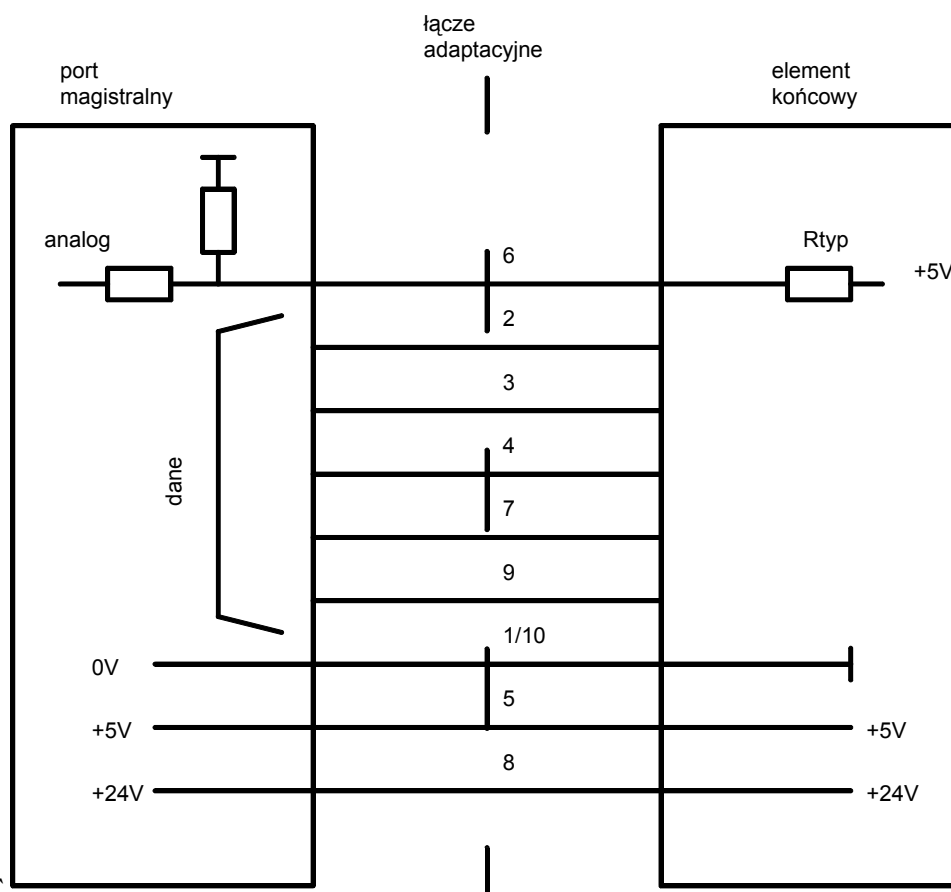 łącze
adaptacyjne
port
magistralny
element
końcowy
analog
6
Rtyp
+5V
2
3
4
dane
7
9
1/10
0V
5
+5V
+5V
8
+24V
+24V